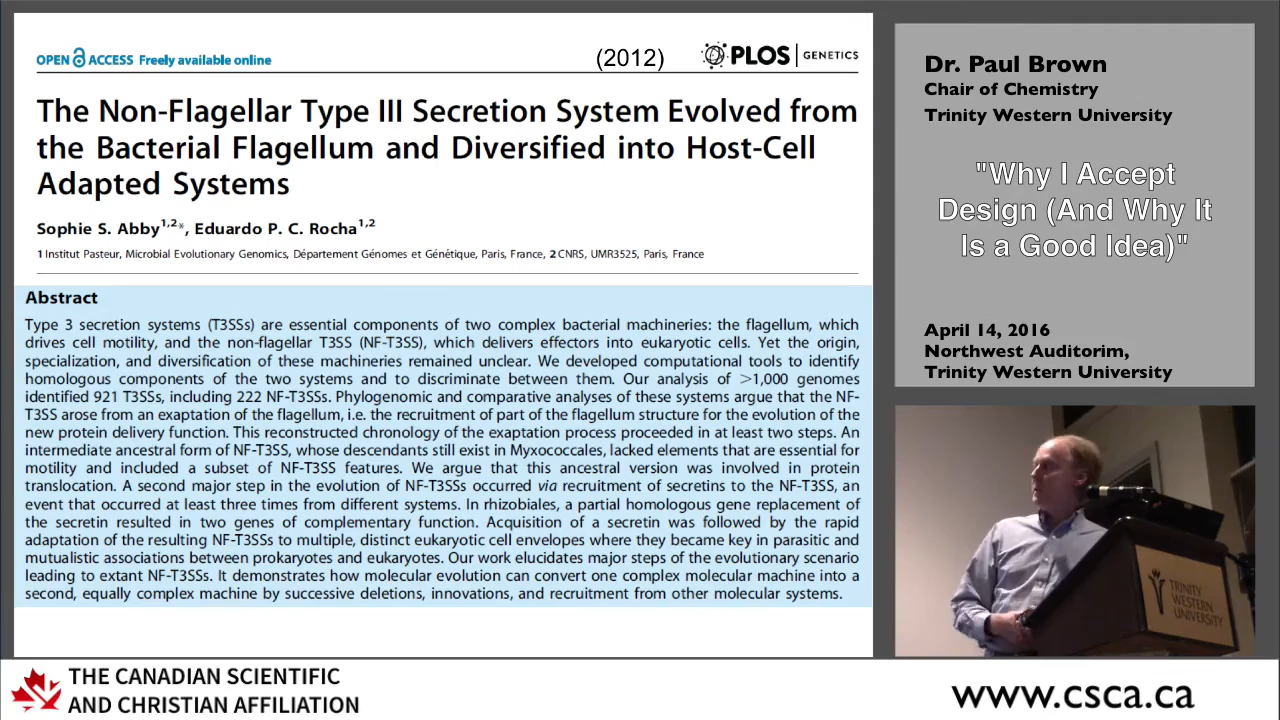 OPEN ACCESS Freely available online
(2012)
PLOS | GENETICS
The Non-Flagellar Type III Secretion System Evolved from
the Bacterial Flagellum and Diversified into Host-Cell
Adapted Systems
Sophie S. Abby1,2*, Eduardo P. C. Rocha1,2
1 Institut Pasteur, Microbial Evolutionary Genomics, Département Génomes et Génétique, Paris, France, 2 CNRS, UMR3525, Paris, France
Abstract
Type 3 secretion systems (T3SSs) are essential components of two complex bacterial machineries: the flagellum, which
drives cell motility, and the non-flagellar T3SS (NF-T3SS), which delivers effectors into eukaryotic cells. Yet the origin,
specialization, and diversification of these machineries remained unclear. We developed computational tools to identify
homologous components of the two systems and to discriminate between them. Our analysis of >1,000 genomes
identified 921 T3SSs, including 222 NF-T3SSs. Phylogenomic and comparative analyses of these systems argue that the NF-
T3SS arose from an exaptation of the flagellum, i.e. the recruitment of part of the flagellum structure for the evolution of the
new protein delivery function. This reconstructed chronology of the exaptation process proceeded in at least two steps. An
intermediate ancestral form of NF-T3SS, whose descendants still exist in Myxococcales, lacked elements that are essential for
motility and included a subset of NF-T3SS features. We argue that this ancestral version was involved in protein
translocation. A second major step in the evolution of NF-T3SSs occurred via recruitment of secretins to the NF-T3SS, an
event that occurred at least three times from different systems. In rhizobiales, a partial homologous gene replacement of
the secretin resulted in two genes of complementary function. Acquisition of a secretin was followed by the rapid
adaptation of the resulting NF-T3SSs to multiple, distinct eukaryotic cell envelopes where they became key in parasitic and
mutualistic associations between prokaryotes and eukaryotes. Our work elucidates major steps of the evolutionary scenario
leading to extant NF-T3SSs. It demonstrates how molecular evolution can convert one complex molecular machine into a
second, equally complex machine by successive deletions, innovations, and recruitment from other molecular systems.
Dr. Paul Brown
Chair of Chemistry
Trinity Western University
"Why I Accept
Design (And Why It
Is a Good Idea)"
April 14, 2016
Northwest Auditorim,
Trinity Western University
TRINITY
WESTERN
UNIVERSITY
THE CANADIAN SCIENTIFIC
AND CHRISTIAN AFFILIATION
www.csca.ca